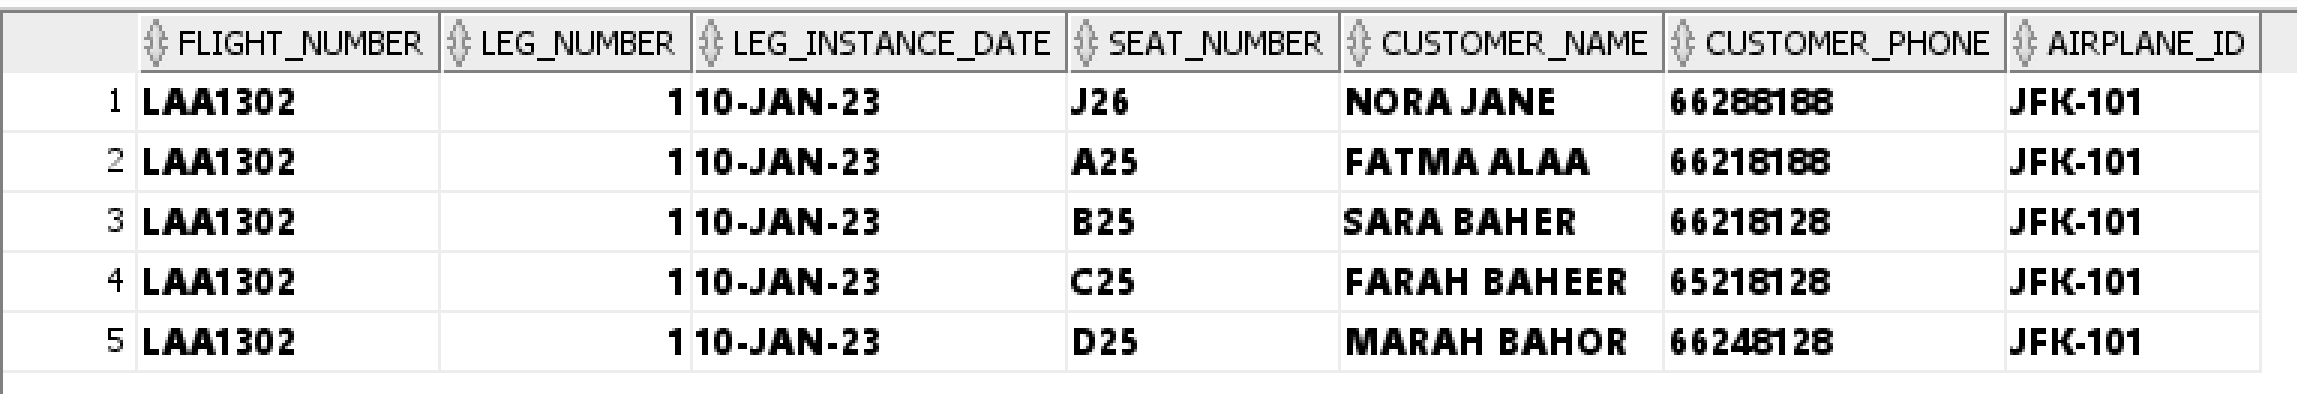 FLIGHT_NUMBER LEG_NUMBER LEG_INSTANCE_DATE SEAT_NUMBER CUSTOMER_NAME CUSTOMER_PHONE AIRPLANE_ID
1 LAA1302 1 10-JAN-23 J26 NORA JANE 66288188 JFK-101
2 LAA1302 1 10-JAN-23 A25 FATMA ALAA 66218188 JFK-101
3 LAA1302 1 10-JAN-23 B25 SARA BAHER 66218128 JFK-101
4 LAA1302 1 10-JAN-23 C25 FARAH BAHEER 65218128 JFK-101
5 LAA1302 1 10-JAN-23 D25 MARAH BAHOR 66248128 JFK-101